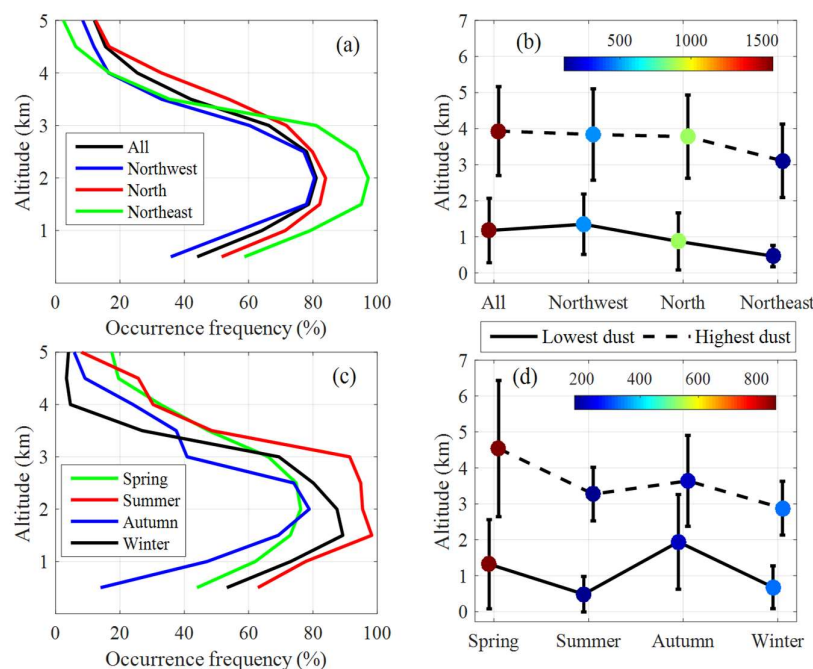 (a)
5
4
3
2
1
Altitude (km)
All
Northwest
North
Northeast
0 20 40 60 80 100
Occurrence frequency (%)
(b)
500 1000 1500
7
6
5
4
3
2
1
0
Altitude (km)
All Northwest North Northeast
Lowest dust Highest dust
(c)
5
4
3
2
1
Altitude (km)
Spring
Summer
Autumn
Winter
0 20 40 60 80 100
Occurrence frequency (%)
(d)
200 400 600 800
7
6
5
4
3
2
1
0
Altitude (km)
Spring Summer Autumn Winter